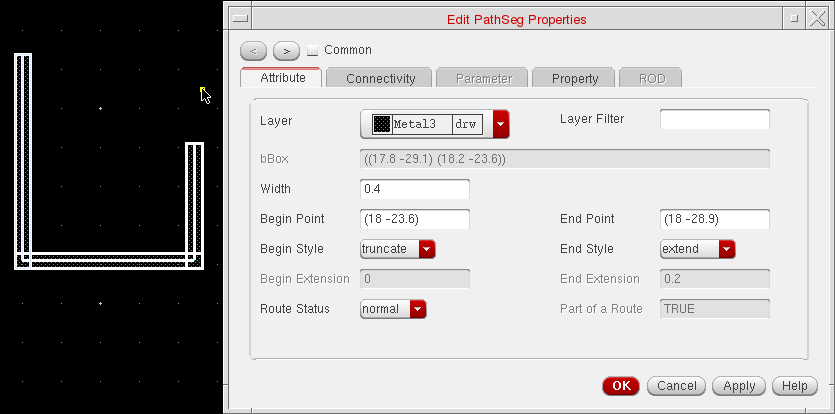 Edit PathSeg Properties
< > Common
Attribute Connectivity Parameter Property ROD
Layer Metal3 drw Layer Filter
bBox ((17.8 -29.1) (18.2 -23.6))
Width 0.4
Begin Point (18 -23.6) End Point (18 -28.9)
Begin Style truncate End Style extend
Begin Extension 0 End Extension 0.2
Route Status normal Part of a Route TRUE
OK Cancel Apply Help